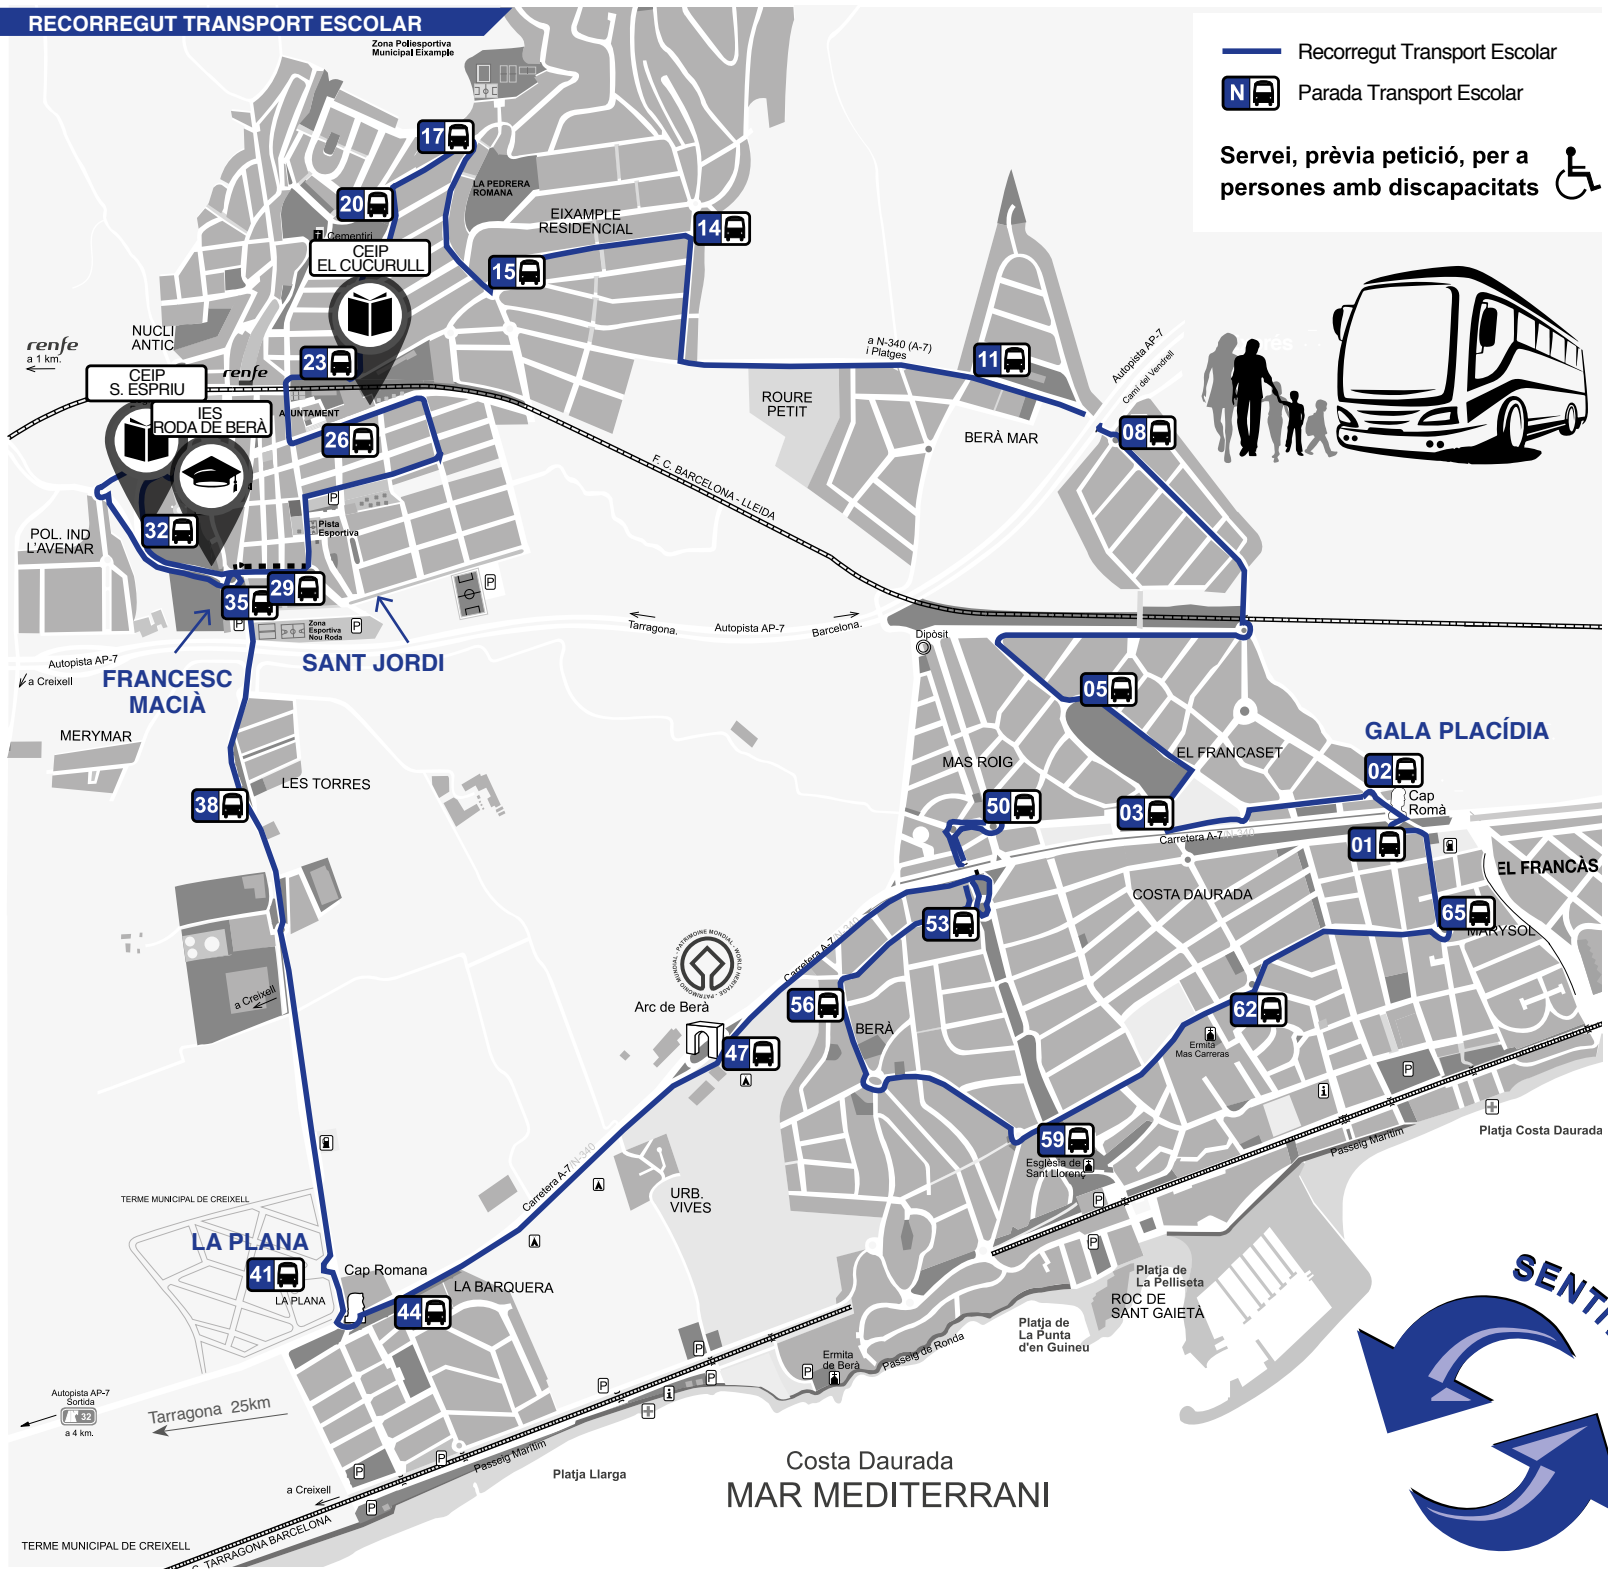 RECORREGUT TRANSPORT ESCOLAR
Zona Poliesportiva
Municipal Eixample
Recorregut Transport Escolar
N
Parada Transport Escolar
Servei, prèvia petició, per a
persones amb discapacitats
17
LA PEDRERA
ROMANA
20
Cementiri
EIXAMPLE
RESIDENCIAL
14
CEIP
EL CUCURULL
15
NUCLI
ANTIC
renfe
a 1 km.
23
renfe
a N-340 (A-7)
i Platges
11
Autopista AP-7
Camí del Vendrell
CEIP
S. ESPRIU
IES
RODA DE BERÀ
AJUNTAMENT
26
ROURE
PETIT
BERÀ MAR
08
F. C. BARCELONA - LLEIDA
P
32
Pista
Esportiva
POL. IND
L'AVENAR
29
35
P
P
Zona
Esportiva
Nou Roda
P
Tarragona.
Autopista AP-7
Barcelona.
Dipòsit
Autopista AP-7
a Creixell
FRANCESC
MACIÀ
SANT JORDI
05
MERYMAR
GALA PLACÍDIA
EL FRANCASET
MAS ROIG
02
LES TORRES
38
50
03
Cap
Romà
Carretera A-7/N-340
01
EL FRANCÀS
COSTA DAURADA
53
65
MARYSOL
Carretera A-7/N-340
PATRIMOINE MONDIAL - WORLD HERITAGE - PATRIMONIO MUNDIAL
a Creixell
Arc de Berà
56
BERÀ
62
Ermita
Mas Carreras
47
P
i
Platja Costa Daurada
Passeig Marítim
59
Església de
Sant Llorenç
Carretera A-7/N-340
URB.
VIVES
P
TERME MUNICIPAL DE CREIXELL
LA PLANA
41
LA PLANA
Cap Romana
LA BARQUERA
44
P
Platja de
La Pelliseta
ROC DE
SANT GAIETÀ
Platja de
La Punta
d'en Guineu
Passeig de Ronda
Ermita
de Berà
P
P
P
P
i
SENTI
Autopista AP-7
Sortida
32
a 4 km.
Tarragona 25km
Passeig Marítim
Platja Llarga
P
P
P
a Creixell
Costa Daurada
MAR MEDITERRANI
TERME MUNICIPAL DE CREIXELL
C. TARRAGONA BARCELONA